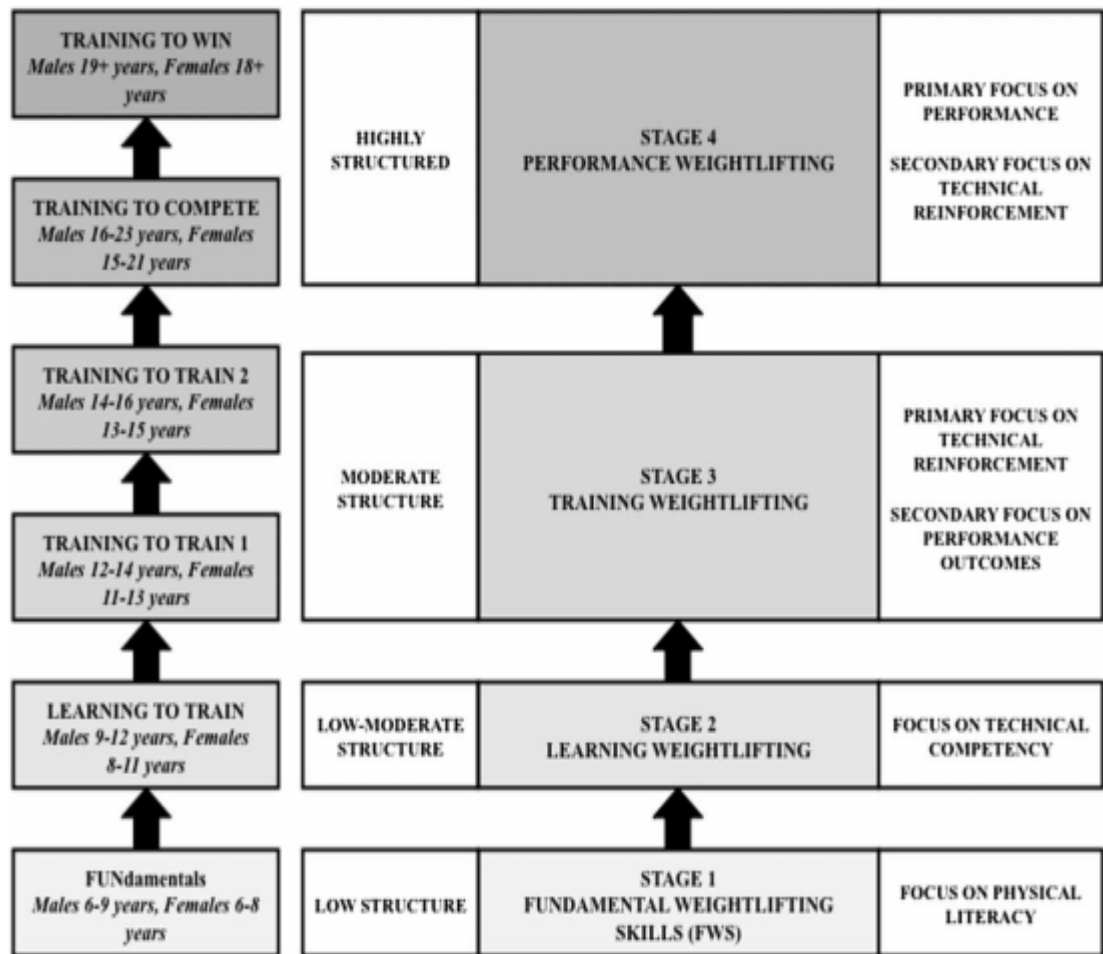 TRAINING TO WIN
Males 19+ years, Females 18+
years
TRAINING TO COMPETE
Males 16-23 years, Females
15-21 years
TRAINING TO TRAIN 2
Males 14-16 years, Females
13-15 years
TRAINING TO TRAIN 1
Males 12-14 years, Females
11-13 years
LEARNING TO TRAIN
Males 9-12 years, Females
8-11 years
FUNdamentals
Males 6-9 years, Females 6-8
years
HIGHLY
STRUCTURED
STAGE 4
PERFORMANCE WEIGHTLIFTING
PRIMARY FOCUS ON
PERFORMANCE
SECONDARY FOCUS ON
TECHNICAL
REINFORCEMENT
MODERATE
STRUCTURE
STAGE 3
TRAINING WEIGHTLIFTING
PRIMARY FOCUS ON
TECHNICAL
REINFORCEMENT
SECONDARY FOCUS ON
PERFORMANCE
OUTCOMES
LOW-MODERATE
STRUCTURE
STAGE 2
LEARNING WEIGHTLIFTING
FOCUS ON TECHNICAL
COMPETENCY
LOW STRUCTURE
STAGE 1
FUNDAMENTAL WEIGHTLIFTING
SKILLS (FWS)
FOCUS ON PHYSICAL
LITERACY